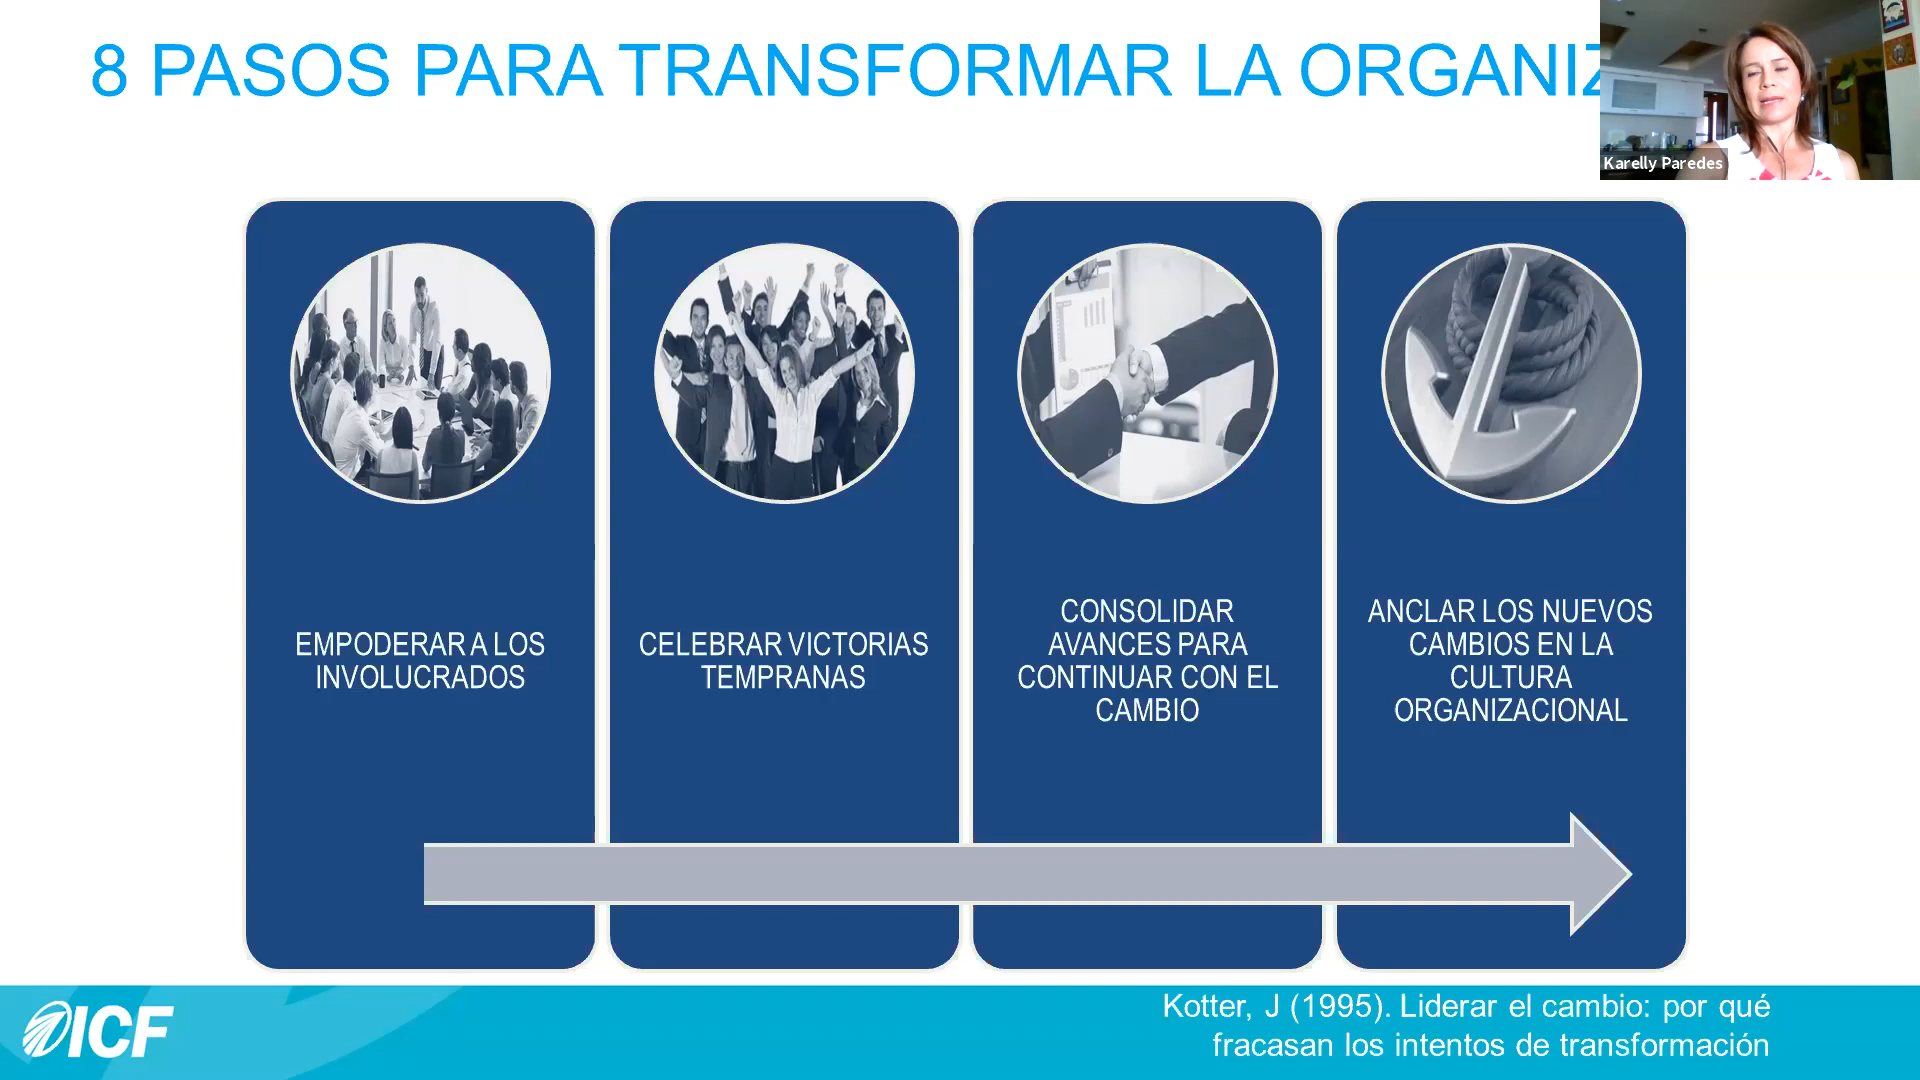 8 PASOS PARA TRANSFORMAR LA
Karelly Paredes
EMPODERAR A LOS
INVOLUCRADOS
CELEBRAR VICTORIAS
TEMPRANAS
CONSOLIDAR
AVANCES PARA
CONTINUAR CON EL
CAMBIO
ANCLAR LOS NUEVOS
CAMBIOS EN LA
CULTURA
ORGANIZACIONAL
ICF
Kotter, J (1995). Liderar el cambio: por qué
fracasan los intentos de transformación